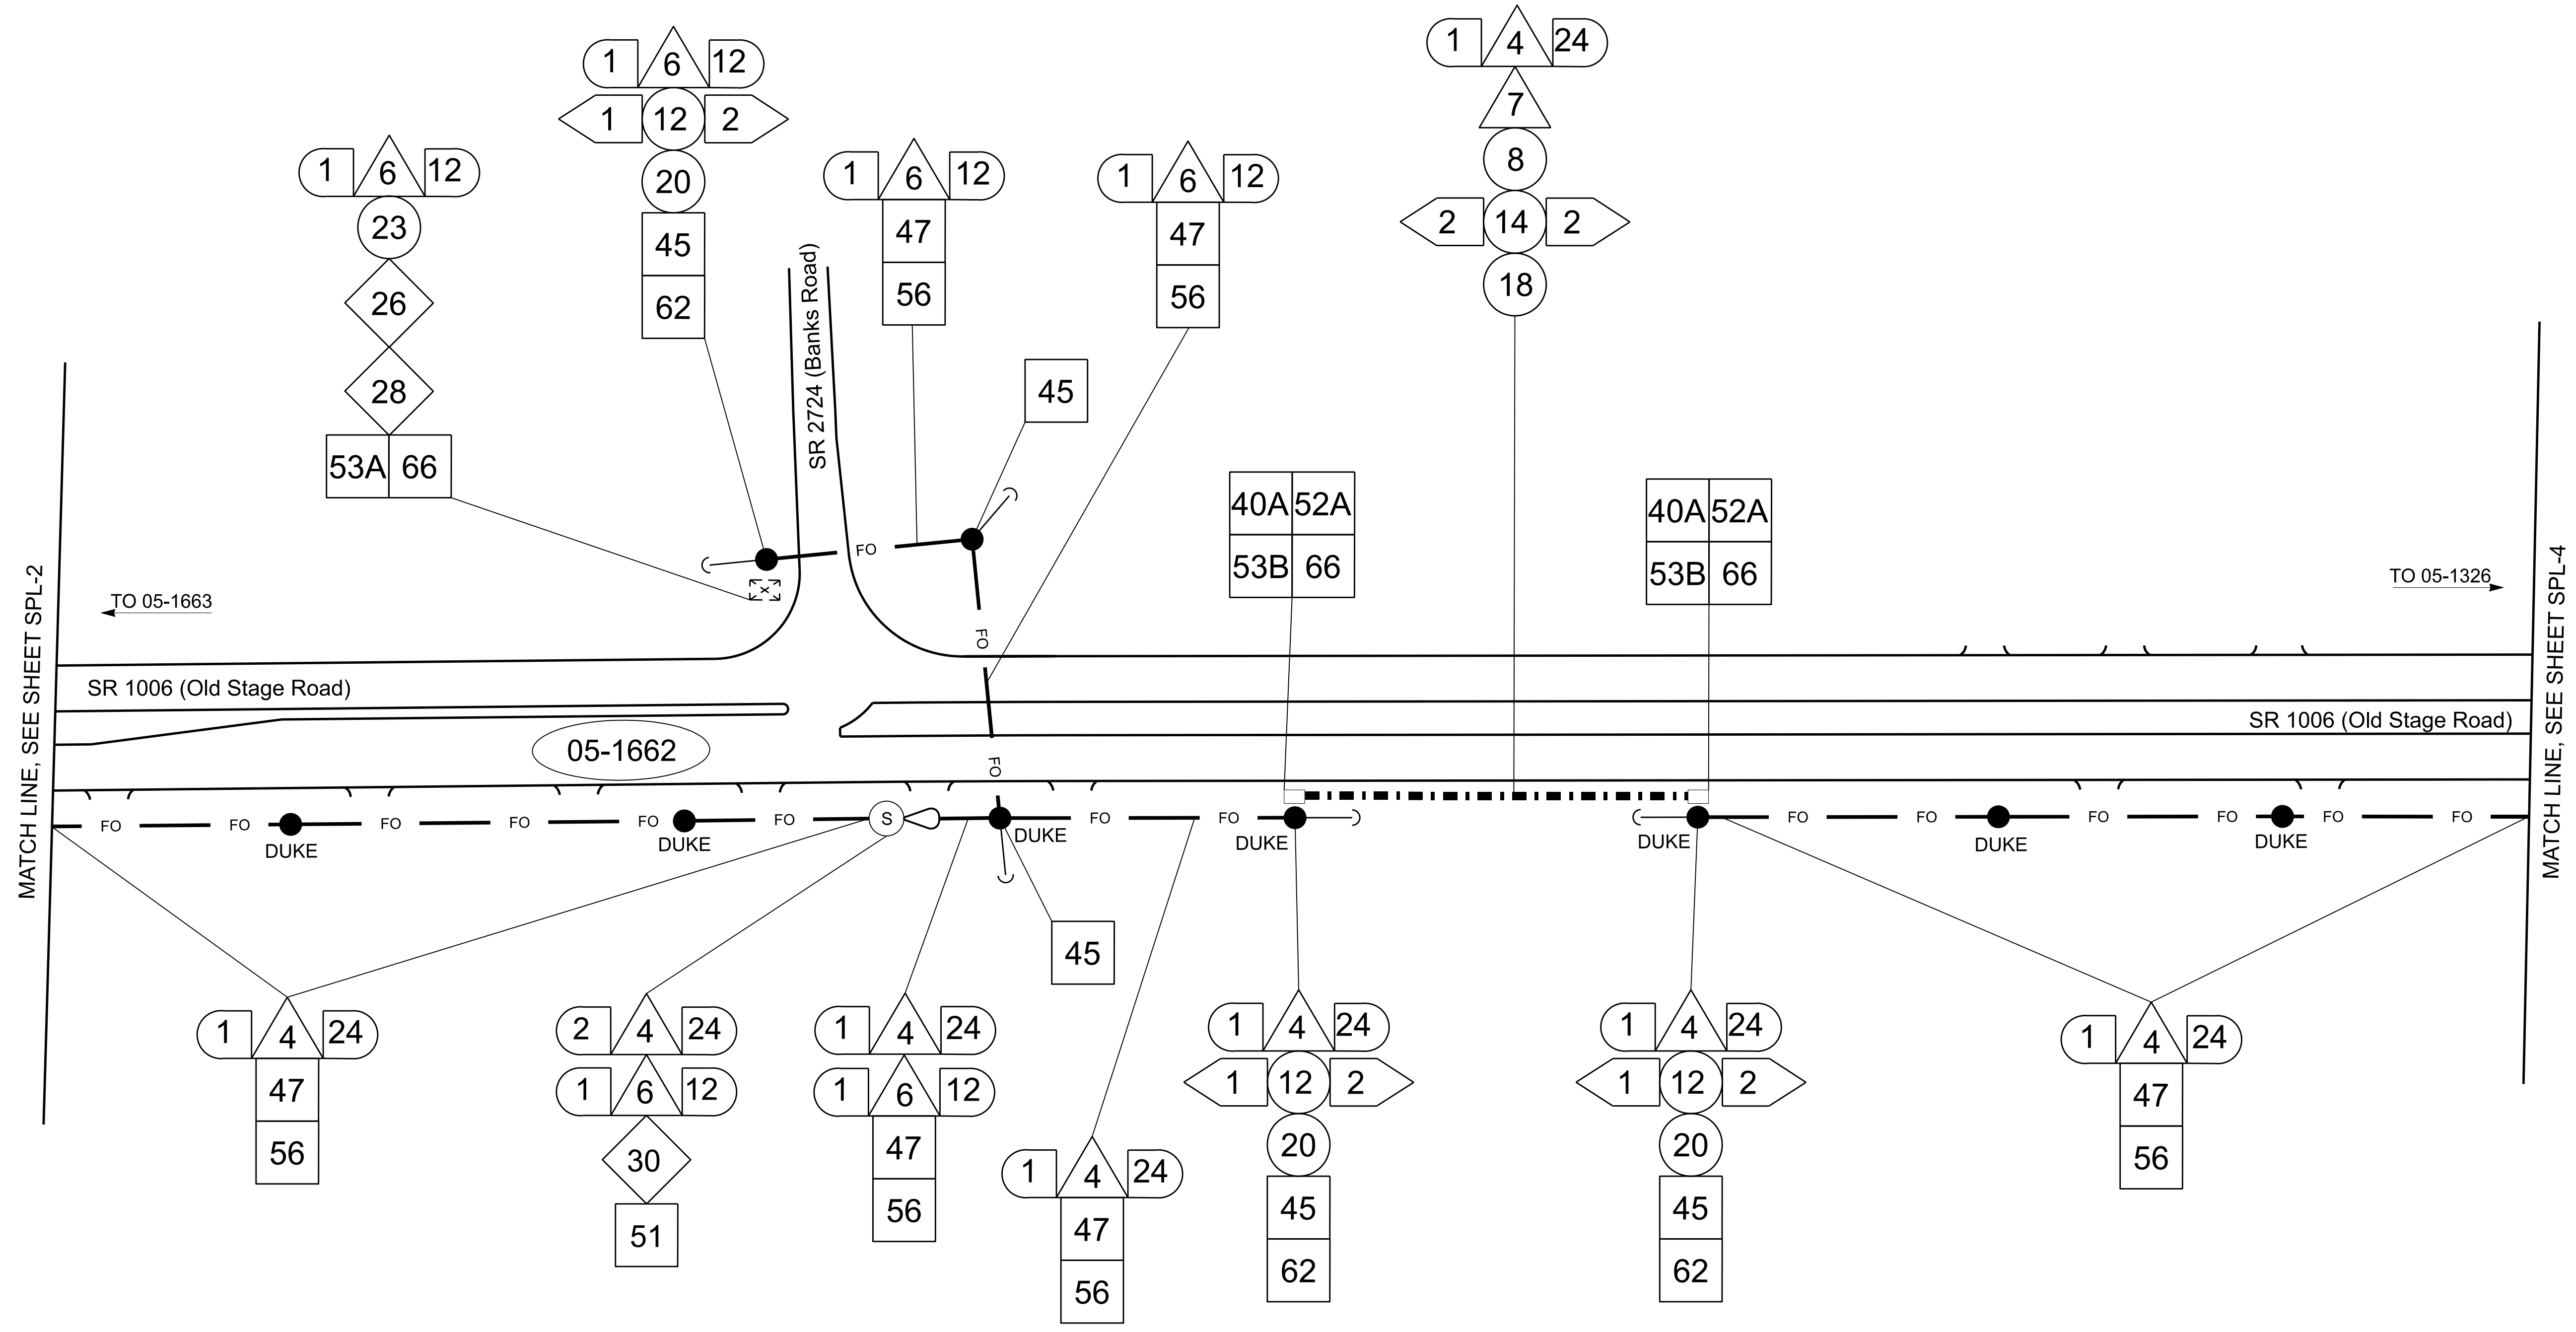 1 6 12
23
26
28
53A 66
1 6 12
1 12 2
20
45
62
1 6 12
47
56
1 6 12
47
56
1 4 24
7
8
2 14 2
18
45
40A 52A
53B 66
40A 52A
53B 66
SR 2724 (Banks Road)
FO
X
FO
FO
TO 05-1663
TO 05-1326
MATCH LINE, SEE SHEET SPL-2
MATCH LINE, SEE SHEET SPL-4
SR 1006 (Old Stage Road)
SR 1006 (Old Stage Road)
05-1662
FO FO FO FO FO FO S FO FO FO FO FO FO FO FO
DUKE DUKE DUKE DUKE DUKE DUKE DUKE
45
1 4 24
47
56
2 4 24
1 6 12
30
51
1 4 24
1 6 12
47
56
1 4 24
47
56
1 4 24
1 12 2
20
45
62
1 4 24
1 12 2
20
45
62
1 4 24
47
56